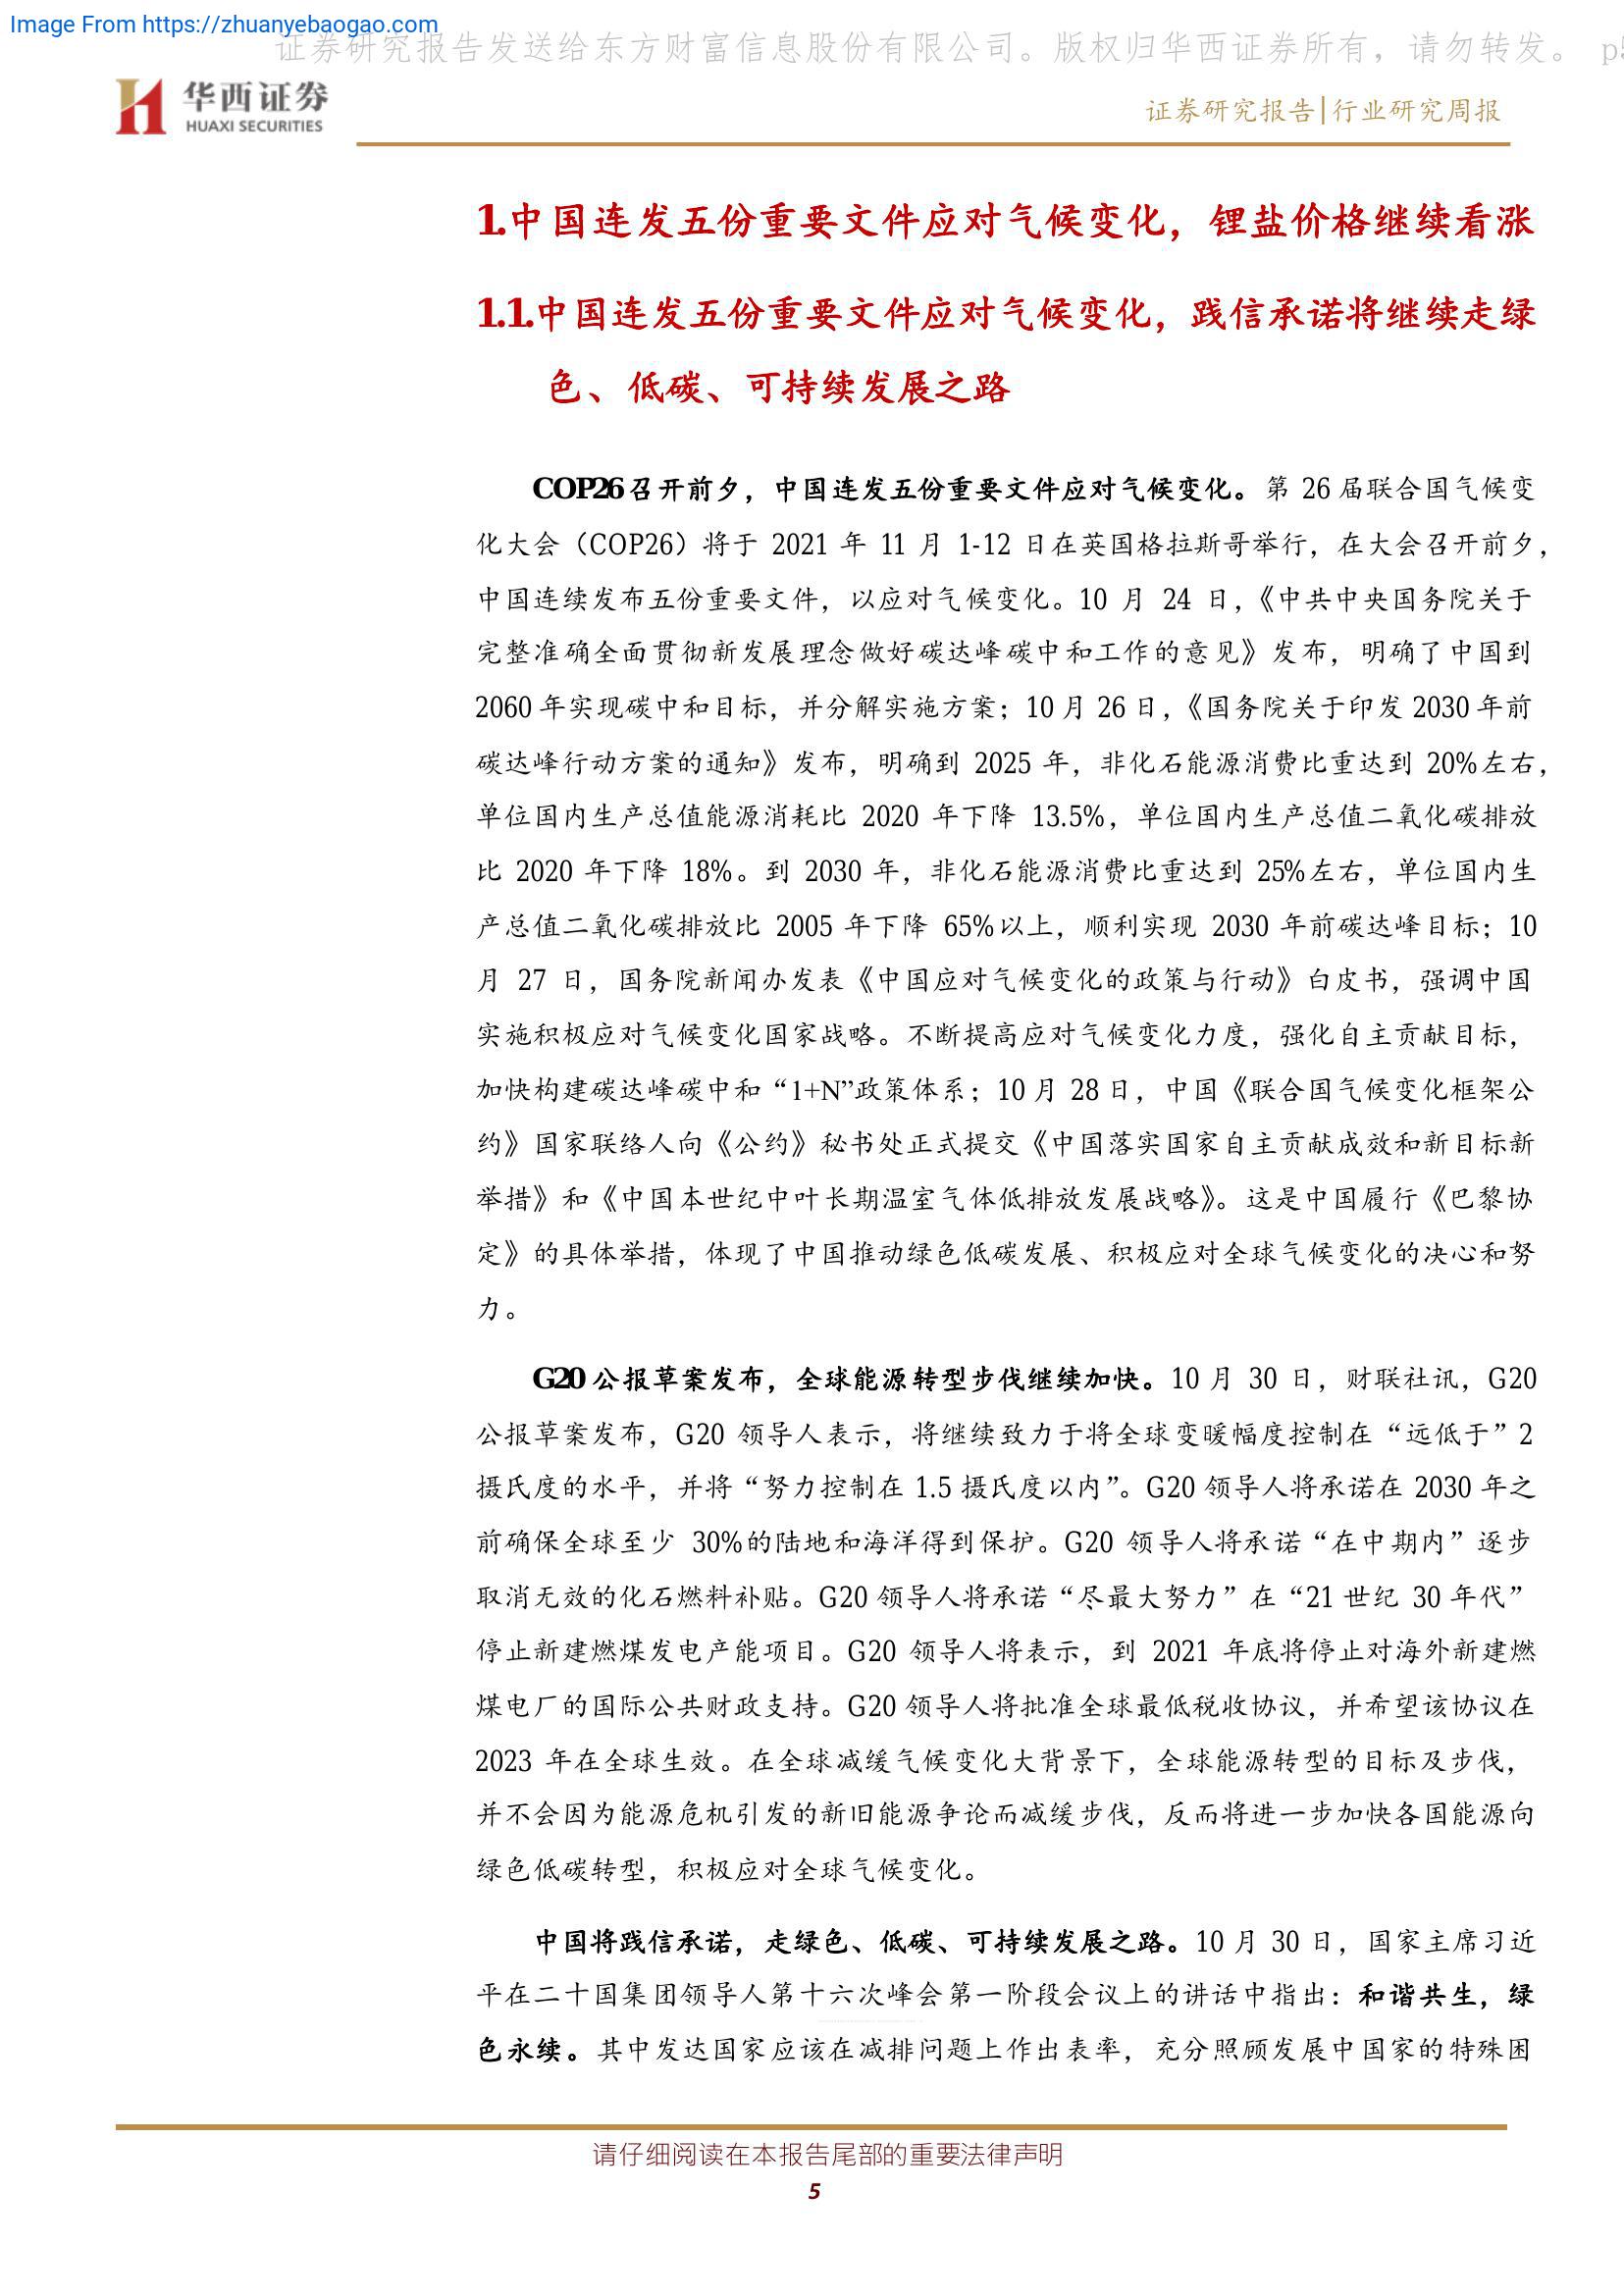 Image From https://zhuanyebaogao.com
证券研究报告发送给东方财富信息股份有限公司。版权归华西证券所有，请勿转发。 p5
华西证券
HUAXI SECURITIES
证券研究报告|行业研究周报
1.中国连发五份重要文件应对气候变化，锂盐价格继续看涨
1.1.中国连发五份重要文件应对气候变化，践信承诺将继续走绿
色、低碳、可持续发展之路
COP26 召开前夕，中国连发五份重要文件应对气候变化。第 26 届联合国气候变
化大会（COP26）将于 2021 年 11 月 1-12 日在英国格拉斯哥举行，在大会召开前夕，
中国连续发布五份重要文件，以应对气候变化。10 月 24 日，《中共中央国务院关于
完整准确全面贯彻新发展理念做好碳达峰碳中和工作的意见》发布，明确了中国到
2060 年实现碳中和目标，并分解实施方案；10 月 26 日，《国务院关于印发 2030 年前
碳达峰行动方案的通知》发布，明确到 2025 年，非化石能源消费比重达到 20%左右，
单位国内生产总值能源消耗比 2020 年下降 13.5%，单位国内生产总值二氧化碳排放
比 2020 年下降 18%。到 2030 年，非化石能源消费比重达到 25%左右，单位国内生
产总值二氧化碳排放比 2005 年下降 65%以上，顺利实现 2030 年前碳达峰目标；10
月 27 日，国务院新闻办发表《中国应对气候变化的政策与行动》白皮书，强调中国
实施积极应对气候变化国家战略。不断提高应对气候变化力度，强化自主贡献目标，
加快构建碳达峰碳中和“1+N”政策体系；10 月 28 日，中国《联合国气候变化框架公
约》国家联络人向《公约》秘书处正式提交《中国落实国家自主贡献成效和新目标新
举措》和《中国本世纪中叶长期温室气体低排放发展战略》。这是中国履行《巴黎协
定》的具体举措，体现了中国推动绿色低碳发展、积极应对全球气候变化的决心和努
力。
G20 公报草案发布，全球能源转型步伐继续加快。10 月 30 日，财联社讯，G20
公报草案发布，G20 领导人表示，将继续致力于将全球变暖幅度控制在“远低于”2
摄氏度的水平，并将“努力控制在 1.5 摄氏度以内”。G20 领导人将承诺在 2030 年之
前确保全球至少 30%的陆地和海洋得到保护。G20 领导人将承诺“在中期内”逐步
取消无效的化石燃料补贴。G20 领导人将承诺“尽最大努力”在“21 世纪 30 年代”
停止新建燃煤发电产能项目。G20 领导人将表示，到 2021 年底将停止对海外新建燃
煤电厂的国际公共财政支持。G20 领导人将批准全球最低税收协议，并希望该协议在
2023 年在全球生效。在全球减缓气候变化大背景下，全球能源转型的目标及步伐，
并不会因为能源危机引发的新旧能源争论而减缓步伐，反而将进一步加快各国能源向
绿色低碳转型，积极应对全球气候变化。
中国将践信承诺，走绿色、低碳、可持续发展之路。10 月 30 日，国家主席习近
平在二十国集团领导人第十六次峰会第一阶段会议上的讲话中指出：和谐共生，绿
色永续。其中发达国家应该在减排问题上作出表率，充分照顾发展中国家的特殊困
请仔细阅读在本报告尾部的重要法律声明
5